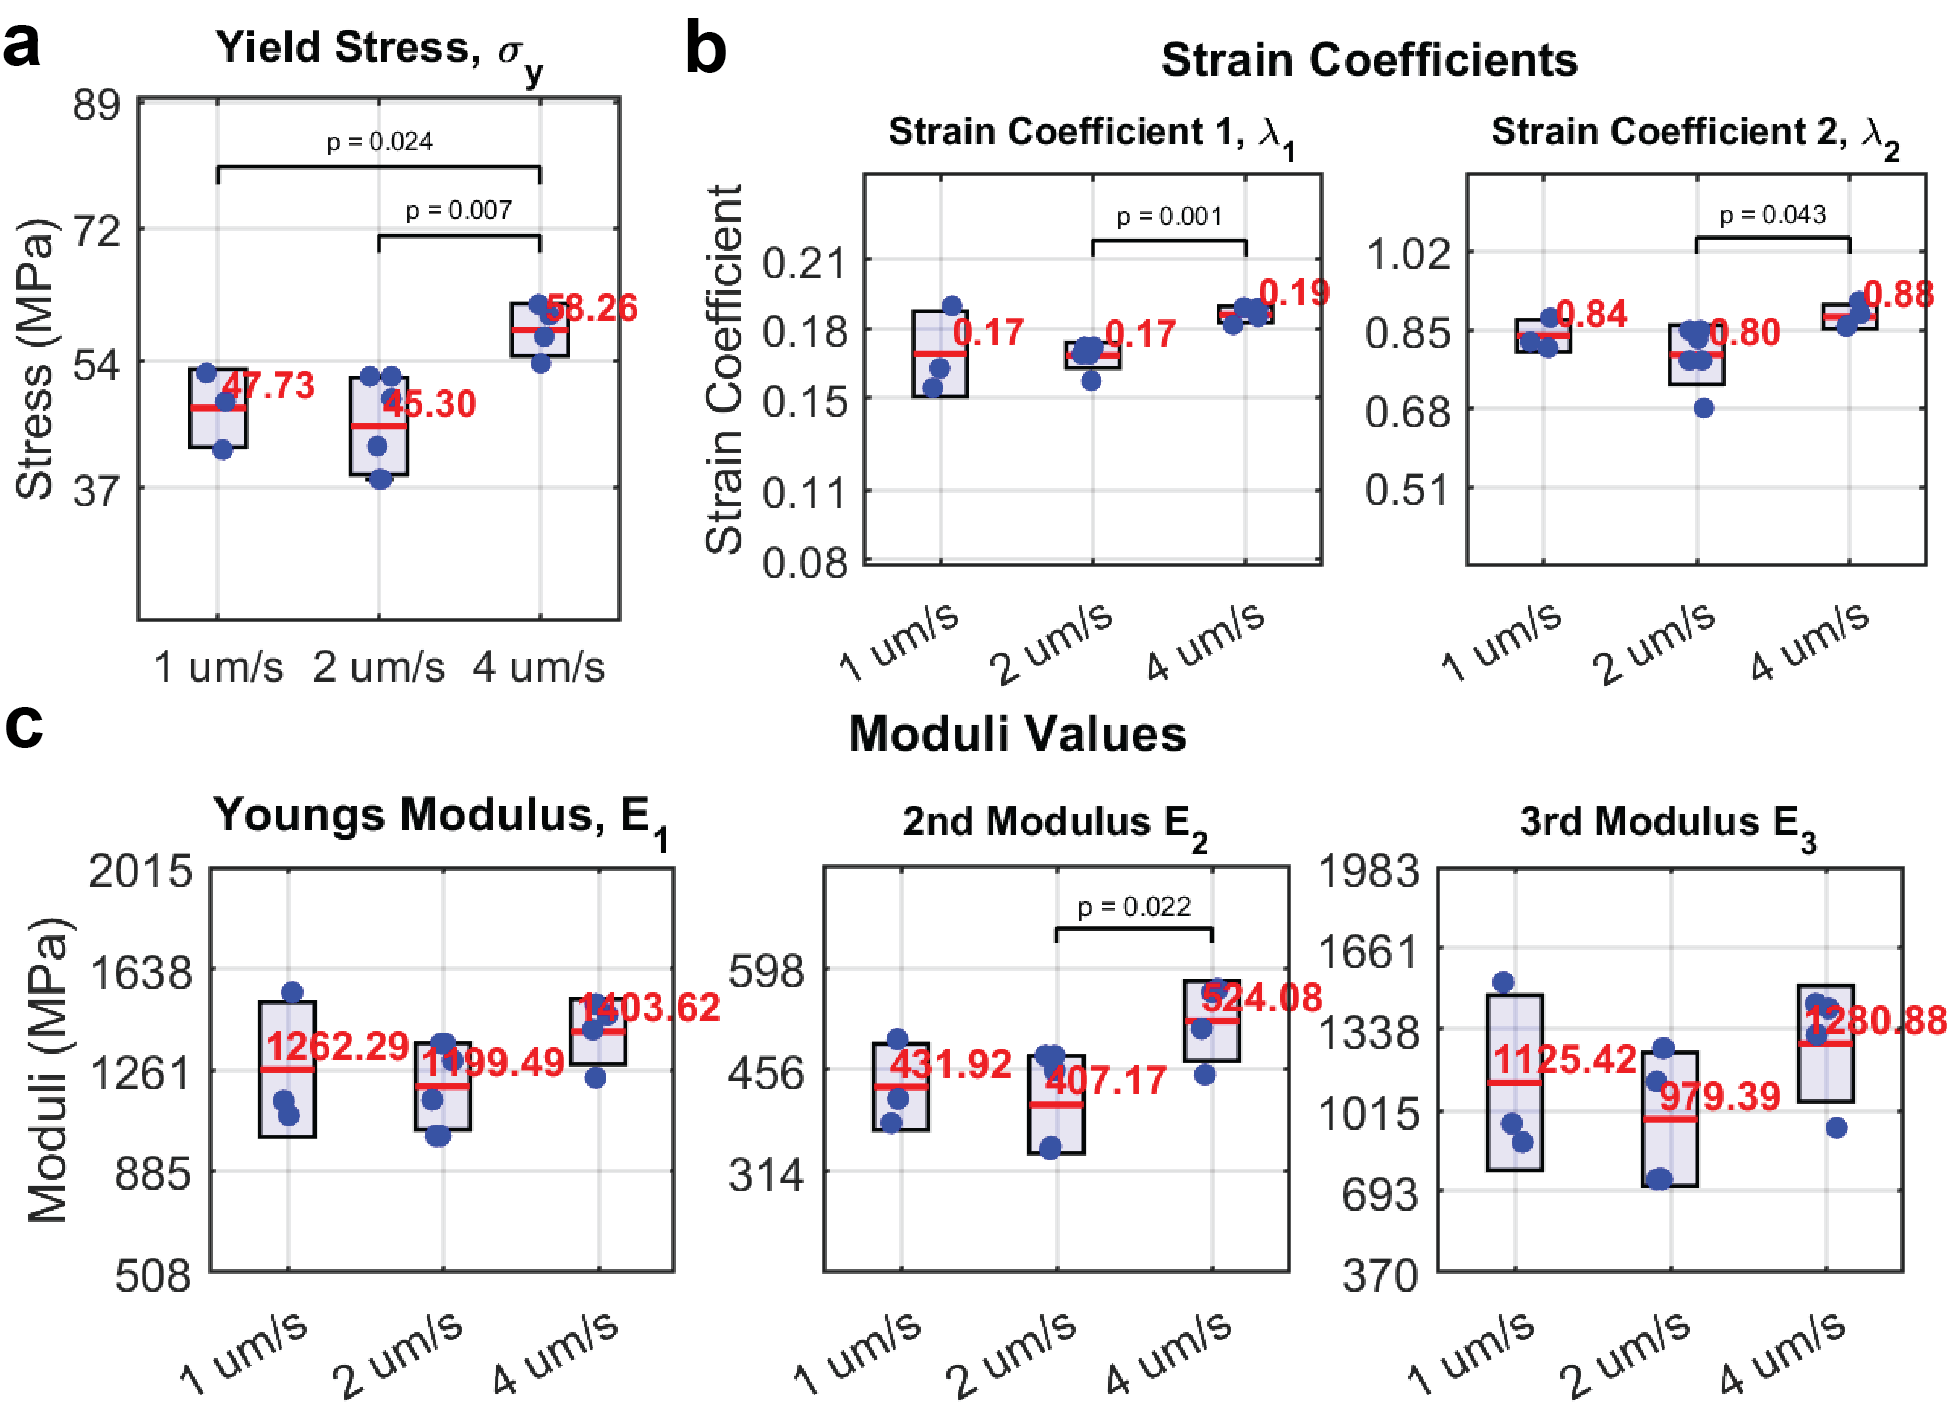 a
Yield Stress, σy
89
72
54
37
Stress (MPa)
p = 0.024
p = 0.007
47.73
45.30
58.26
1 um/s 2 um/s 4 um/s
b
Strain Coefficients
Strain Coefficient 1, λ1
Strain Coefficient
0.21
0.18
0.15
0.11
0.08
p = 0.001
0.17
0.17
0.19
1 um/s 2 um/s 4 um/s
Strain Coefficient 2, λ2
1.02
0.85
0.68
0.51
p = 0.043
0.84
0.80
0.88
1 um/s 2 um/s 4 um/s
c
Moduli Values
Youngs Modulus, E1
Moduli (MPa)
2015
1638
1261
885
508
1262.29
1199.49
1403.62
1 um/s 2 um/s 4 um/s
2nd Modulus E2
598
456
314
p = 0.022
431.92
407.17
524.08
1 um/s 2 um/s 4 um/s
3rd Modulus E3
1983
1661
1338
1015
693
370
1125.42
979.39
1280.88
1 um/s 2 um/s 4 um/s